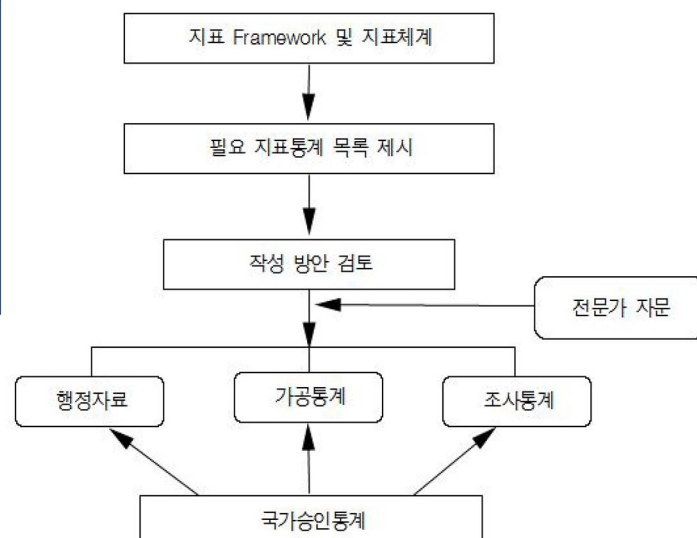 지표 Framework 및 지표체계
필요 지표통계 목록 제시
작성 방안 검토
전문가 자문
행정자료
가공통계
조사통계
국가승인통계